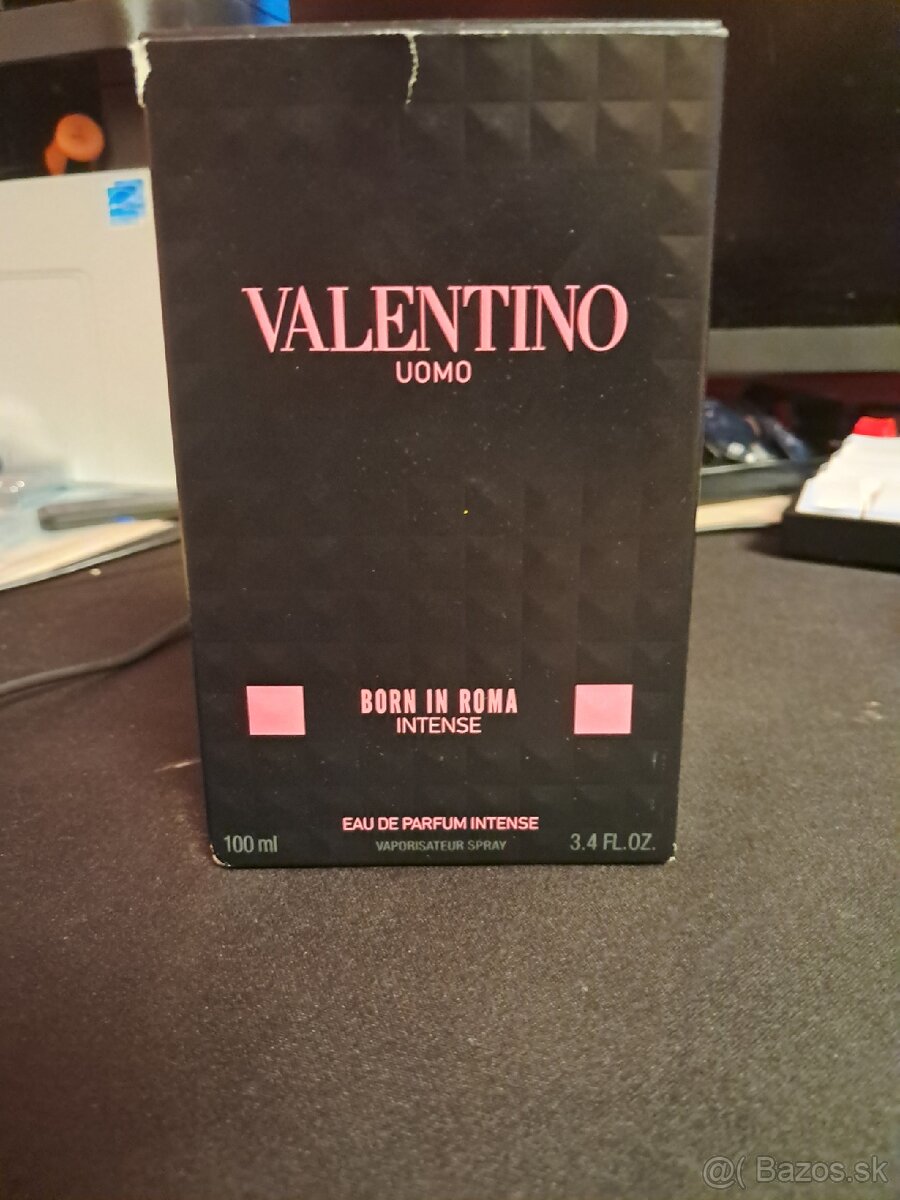 VALENTINO
UOMO
BORN IN ROMA
INTENSE
EAU DE PARFUM INTENSE
100 ml VAPORISATEUR SPRAY 3.4 FL.OZ.
@( Bazos.sk